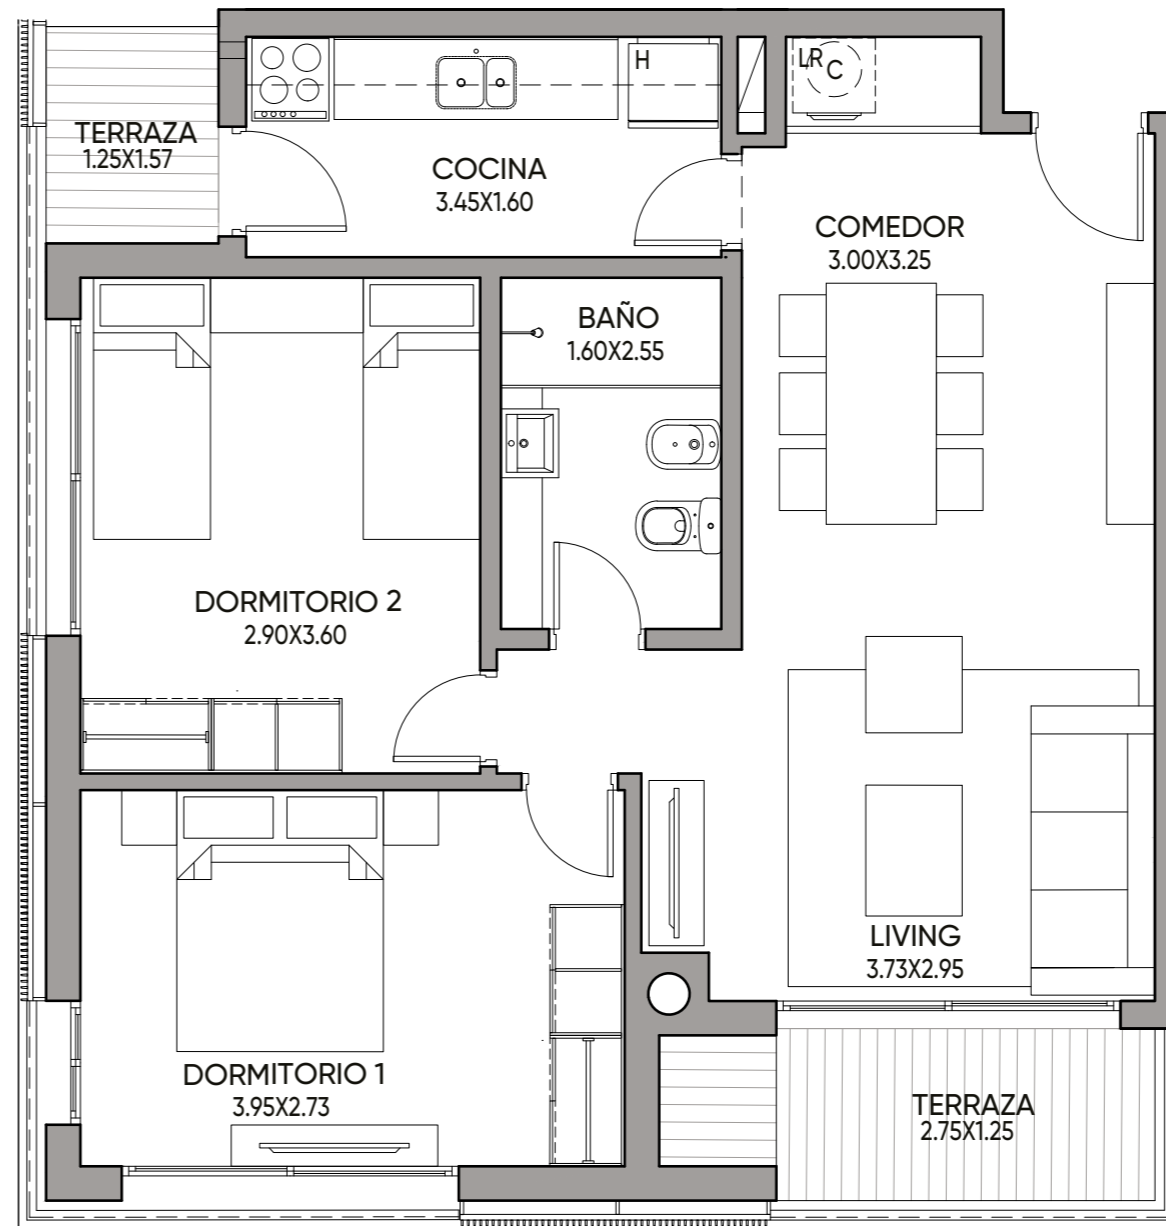 H
LR
C
TERRAZA
1.25X1.57
COCINA
3.45X1.60
COMEDOR
3.00X3.25
BAÑO
1.60X2.55
DORMITORIO 2
2.90X3.60
LIVING
3.73X2.95
DORMITORIO 1
3.95X2.73
TERRAZA
2.75X1.25